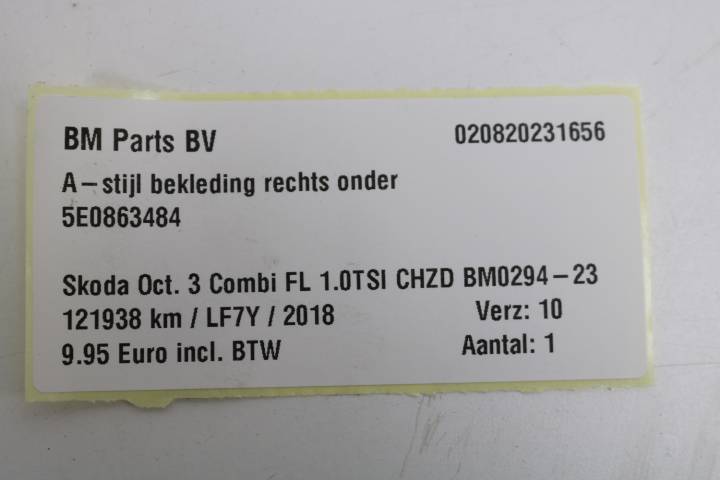 BM Parts BV 020820231656
A-stijl bekleding rechts onder
5E0863484
Skoda Oct. 3 Combi FL 1.0TSI CHZD BM0294-23
121938 km / LF7Y / 2018 Verz: 10
9.95 Euro incl. BTW Aantal: 1